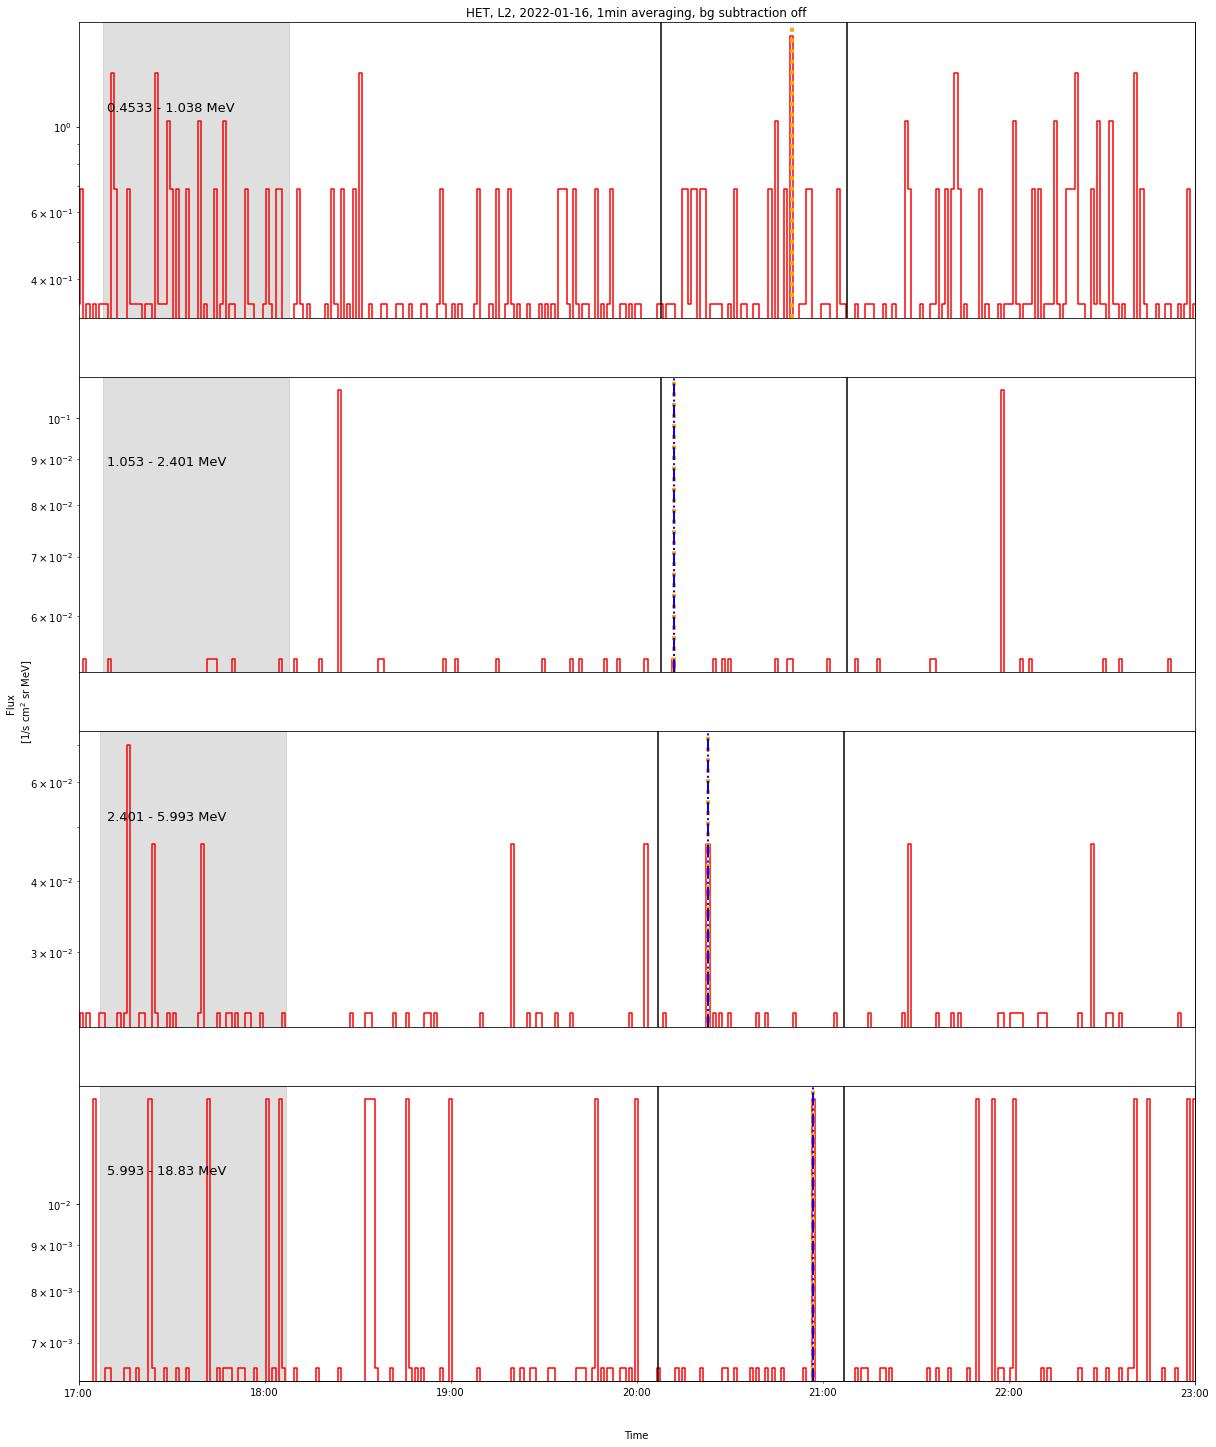 HET, L2, 2022-01-16, 1min averaging, bg subtraction off
0.4533 - 1.038 MeV
10⁰
6 × 10⁻¹
4 × 10⁻¹
10⁻¹
1.053 - 2.401 MeV
9 × 10⁻²
8 × 10⁻²
7 × 10⁻²
6 × 10⁻²
Flux
[1/s cm² sr MeV]
6 × 10⁻²
2.401 - 5.993 MeV
4 × 10⁻²
3 × 10⁻²
5.993 - 18.83 MeV
10⁻²
9 × 10⁻³
8 × 10⁻³
7 × 10⁻³
17:00 18:00 19:00 20:00 21:00 22:00 23:00
Time